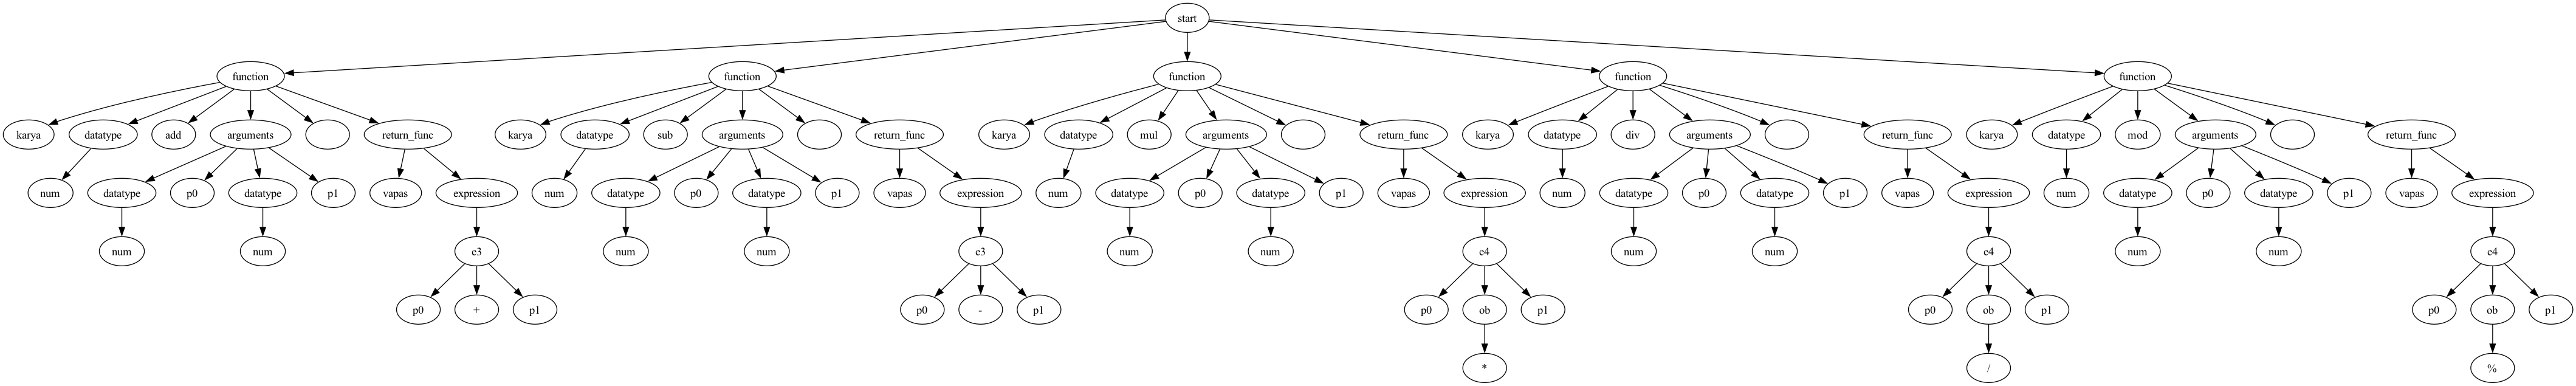 start
function function function function function
karya datatype add arguments return_func karya datatype sub arguments return_func karya datatype mul arguments return_func karya datatype div arguments return_func karya datatype mod arguments return_func
num datatype p0 datatype p1 vapas expression num datatype p0 datatype p1 vapas expression num datatype p0 datatype p1 vapas expression num datatype p0 datatype p1 vapas expression num datatype p0 datatype p1 vapas expression
num num e3 num num e3 num num e4 num num e4 num num e4
p0 + p1 p0 - p1 p0 ob p1 p0 ob p1 p0 ob p1
* / %